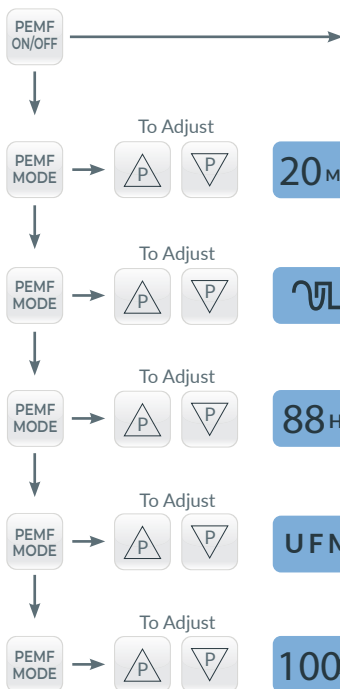 PEMF
ON/OFF
To Adjust
PEMF
MODE
P
P
20 M
To Adjust
PEMF
MODE
P
P
To Adjust
PEMF
MODE
P
P
88 H
To Adjust
PEMF
MODE
P
P
UF
To Adjust
PEMF
MODE
P
P
100